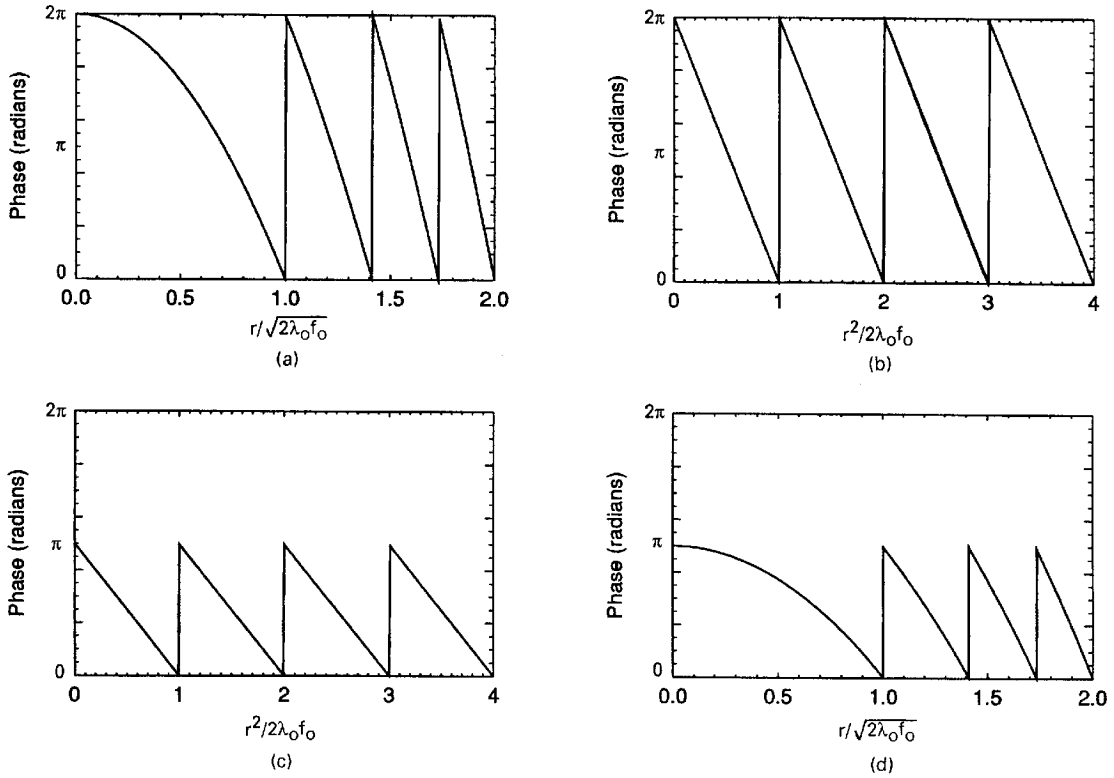 2π
Phase (radians)
π
0
0.0 0.5 1.0 1.5 2.0
r/√2λ₀f₀
(a)
2π
Phase (radians)
π
0
0 1 2 3 4
r²/2λ₀f₀
(b)
2π
Phase (radians)
π
0
0 1 2 3 4
r²/2λ₀f₀
(c)
2π
Phase (radians)
π
0
0.0 0.5 1.0 1.5 2.0
r/√2λ₀f₀
(d)